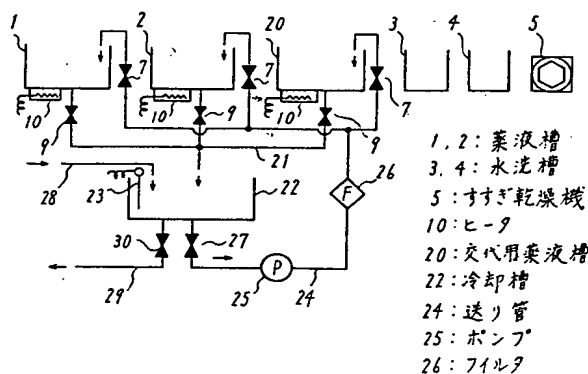 1
2
20
3
4
5
7
7
7
10
10
10
9
9
9
21
28
23
22
26
F
30
27
29
25
P
24
1,2:薬液槽
3,4:水洗槽
5:すすぎ乾燥機
10:ヒータ
20:交代用薬液槽
22:冷却槽
24:送り管
25:ポンプ
26:フィルタ